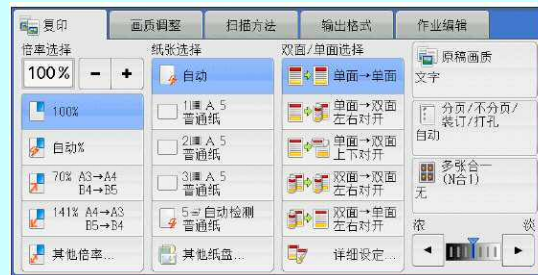 复印
画质调整
扫描方法
输出格式
作业编辑
倍率选择
100%
-
+
100%
自动%
70% A3→A4
B4→B5
141% A4→A3
B5→B4
其他倍率...
纸张选择
自动
1 A 5
普通纸
2 A 5
普通纸
3 A 5
普通纸
5 自动检测
普通纸
其他纸盘...
双面/单面选择
单面→单面
单面→双面
左右对开
单面→双面
上下对开
双面→双面
左右对开
双面→单面
左右对开
详细设定...
原稿画质
文字
分页/不分页/
装订/打孔
自动
多张合一
(N合1)
无
浓
淡